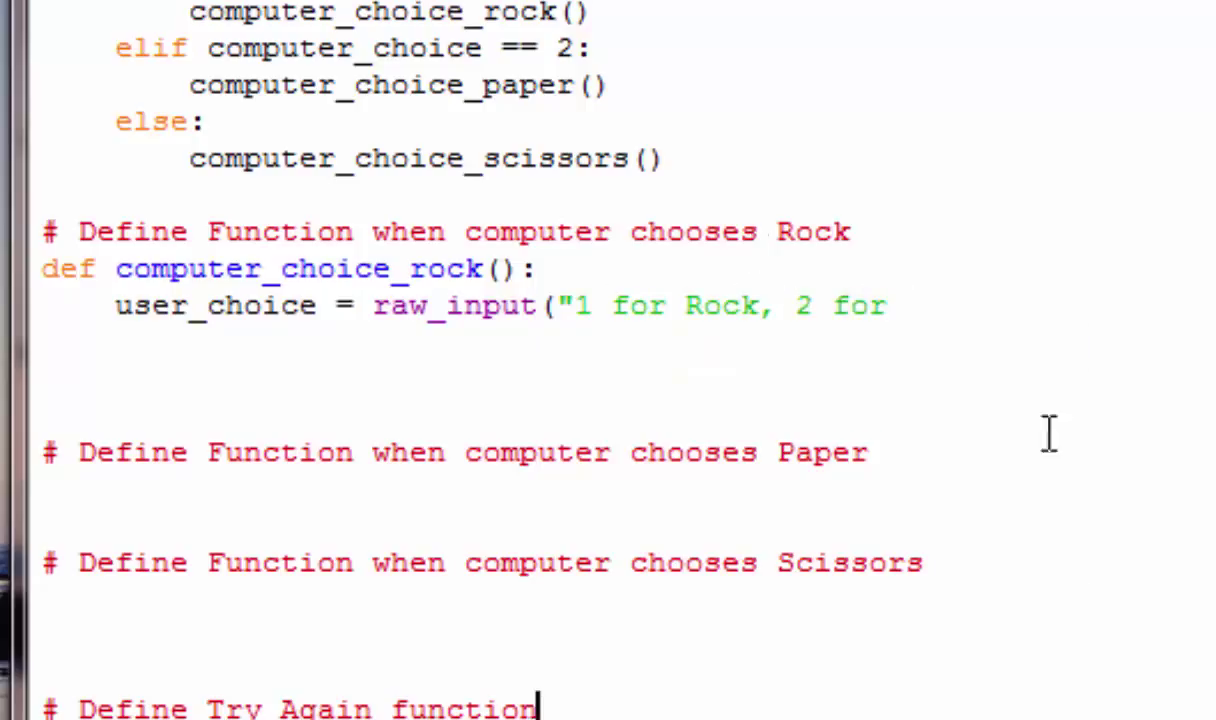 computer_choice_rock()
elif computer_choice == 2:
computer_choice_paper()
else:
computer_choice_scissors()
# Define Function when computer chooses Rock
def computer_choice_rock():
user_choice = raw_input("1 for Rock, 2 for
# Define Function when computer chooses Paper
# Define Function when computer chooses Scissors
# Define Try Again function